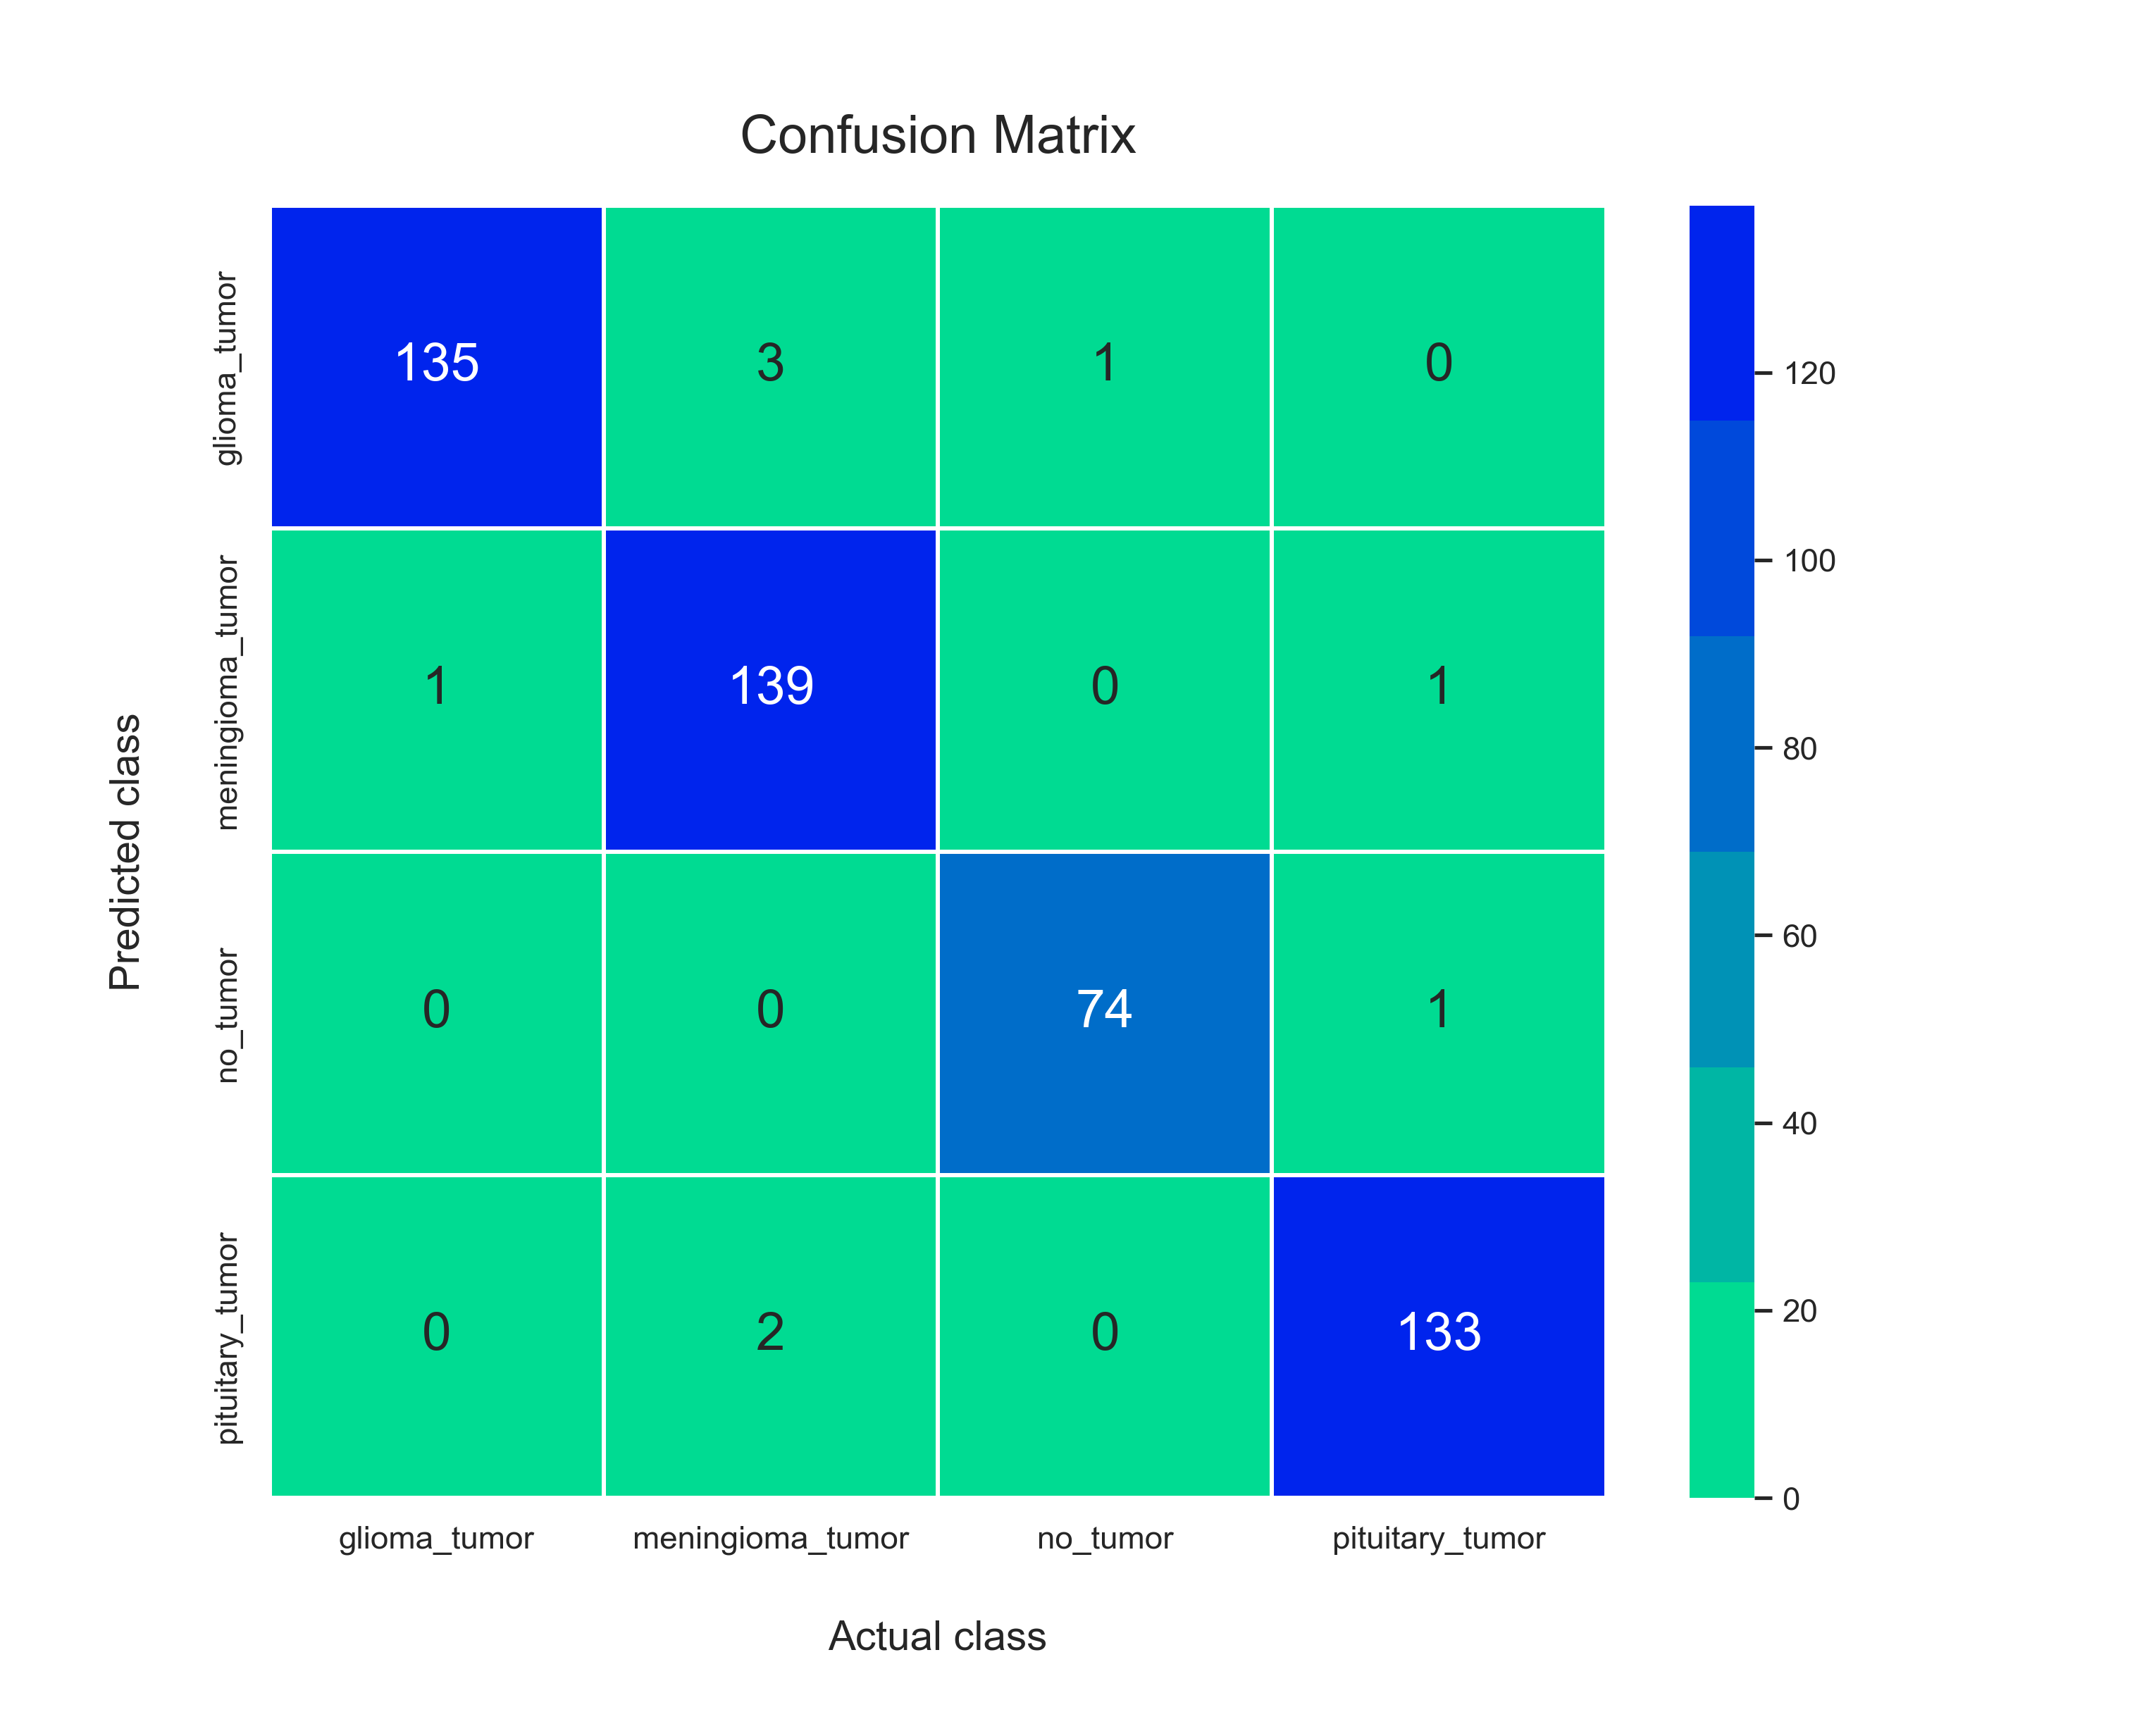 Confusion Matrix
Predicted class
glioma_tumor
135 3 1 0
meningioma_tumor
1 139 0 1
no_tumor
0 0 74 1
pituitary_tumor
0 2 0 133
glioma_tumor meningioma_tumor no_tumor pituitary_tumor
Actual class
120
100
80
60
40
20
0